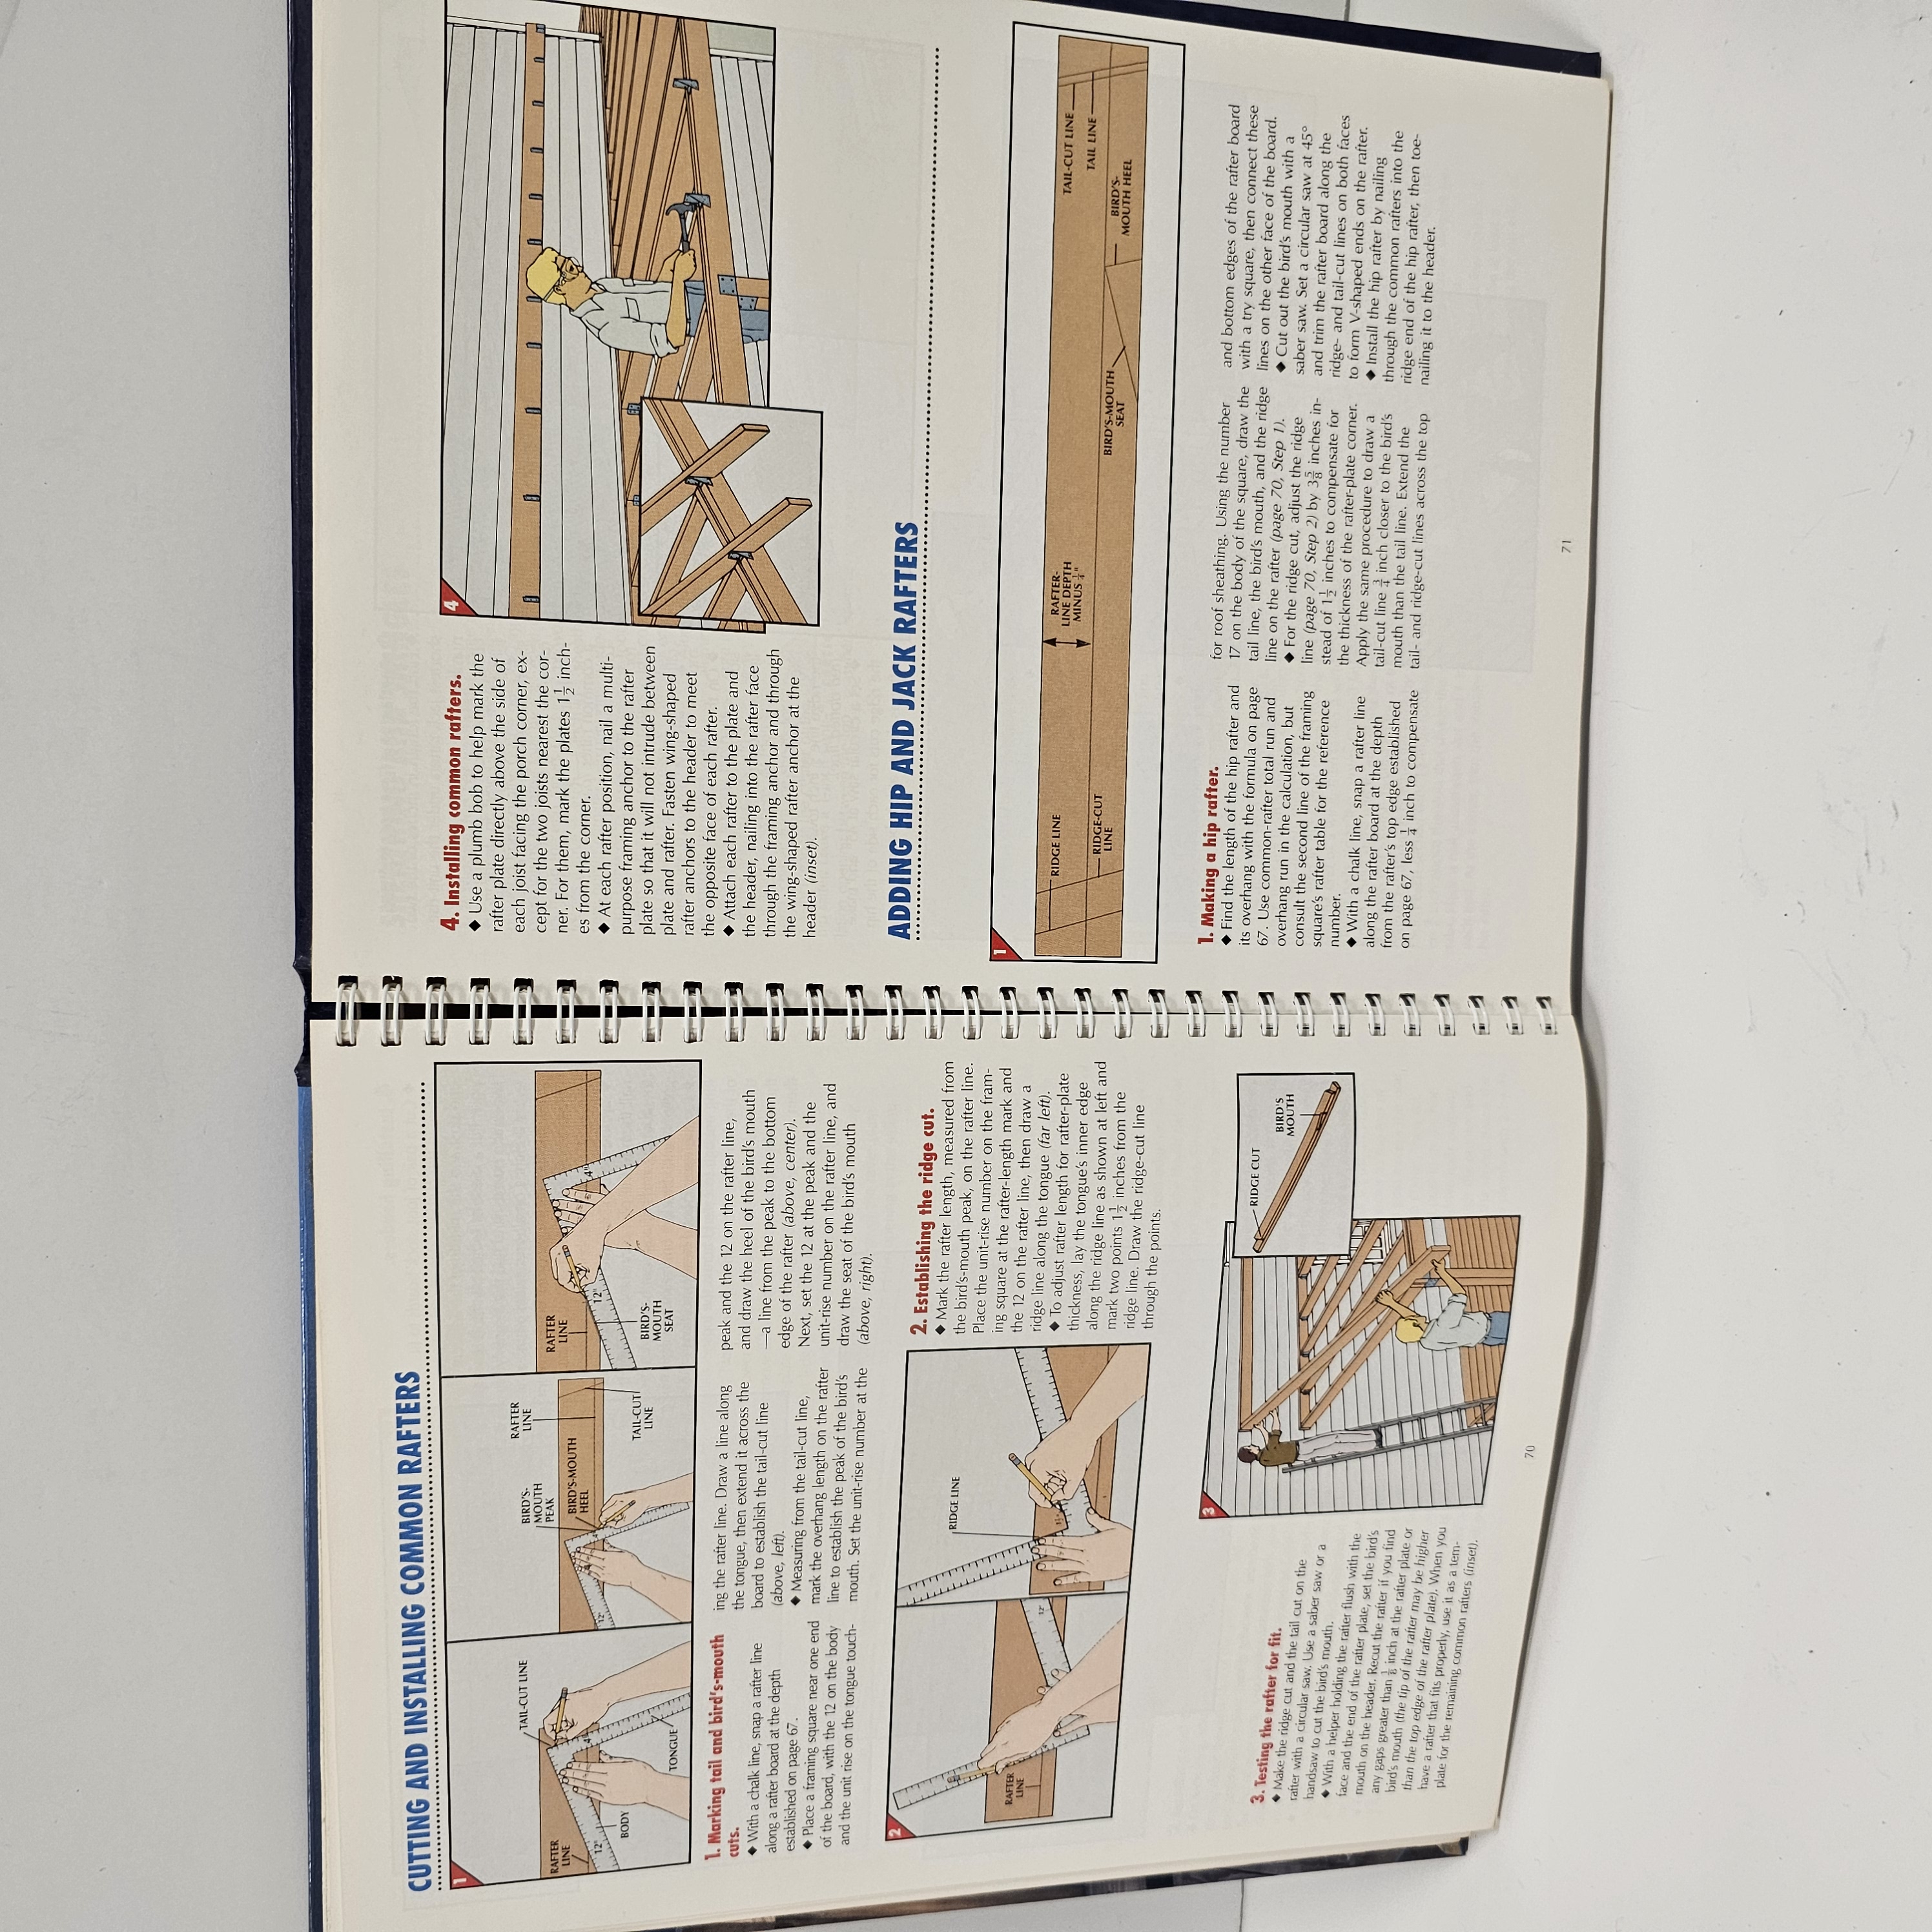 CUTTING AND INSTALLING COMMON RAFTERS
1
TAIL-CUT LINE
RAFTER
LINE
12"
4"
BODY
TONGUE
BIRD'S-
MOUTH
PEAK
RAFTER
LINE
BIRD'S-MOUTH
HEEL
12"
TAIL-CUT
LINE
RAFTER
LINE
12"
4"
BIRD'S-
MOUTH
SEAT
1. Marking tail and bird's-mouth
cuts.
◆ With a chalk line, snap a rafter line
along a rafter board at the depth
established on page 67.
◆ Place a framing square near one end
of the board, with the 12 on the body
and the unit rise on the tongue touch-
ing the rafter line. Draw a line along
the tongue, then extend it across the
board to establish the tail-cut line
(above, left).
◆ Measuring from the tail-cut line,
mark the overhang length on the rafter
line to establish the peak of the bird's
mouth. Set the unit-rise number at the
peak and the 12 on the rafter line,
and draw the heel of the bird's mouth
—a line from the peak to the bottom
edge of the rafter (above, center).
Next, set the 12 at the peak and the
unit-rise number on the rafter line, and
draw the seat of the bird's mouth
(above, right).
2
RAFTER
LINE
12"
RIDGE LINE
2. Establishing the ridge cut.
◆ Mark the rafter length, measured from
the bird's-mouth peak, on the rafter line.
Place the unit-rise number on the fram-
ing square at the rafter-length mark and
the 12 on the rafter line, then draw a
ridge line along the tongue (far left).
◆ To adjust rafter length for rafter-plate
thickness, lay the tongue's inner edge
along the ridge line as shown at left and
mark two points 1½ inches from the
ridge line. Draw the ridge-cut line
through the points.
3
RIDGE CUT
BIRD'S
MOUTH
3. Testing the rafter for fit.
◆ Make the ridge cut and the tail cut on the
rafter with a circular saw. Use a saber saw or a
handsaw to cut the bird's mouth.
◆ With a helper holding the rafter flush with the
face and the end of the rafter plate, set the bird's
mouth on the header. Recut the rafter if you find
any gaps greater than ⅛ inch at the rafter plate or
bird's mouth (the tip of the rafter may be higher
than the top edge of the rafter plate). When you
have a rafter that fits properly, use it as a tem-
plate for the remaining common rafters (inset).
70
4. Installing common rafters.
◆ Use a plumb bob to help mark the
rafter plate directly above the side of
each joist facing the porch corner, ex-
cept for the two joists nearest the cor-
ner. For them, mark the plates 1½ inch-
es from the corner.
◆ At each rafter position, nail a multi-
purpose framing anchor to the rafter
plate so that it will not intrude between
plate and rafter. Fasten wing-shaped
rafter anchors to the header to meet
the opposite face of each rafter.
◆ Attach each rafter to the plate and
the header, nailing into the rafter face
through the framing anchor and through
the wing-shaped rafter anchor at the
header (inset).
4
ADDING HIP AND JACK RAFTERS
1
RIDGE LINE
RIDGE-CUT
LINE
RAFTER-
LINE DEPTH
MINUS ¼"
TAIL-CUT LINE
TAIL LINE
BIRD'S-MOUTH
SEAT
BIRD'S-
MOUTH HEEL
1. Making a hip rafter.
◆ Find the length of the hip rafter and
its overhang with the formula on page
67. Use common-rafter total run and
overhang run in the calculation, but
consult the second line of the framing
square's rafter table for the reference
number.
◆ With a chalk line, snap a rafter line
along the rafter board at the depth
from the rafter's top edge established
on page 67, less ¼ inch to compensate
for roof sheathing. Using the number
17 on the body of the square, draw the
tail line, the bird's mouth, and the ridge
line on the rafter (page 70, Step 1).
◆ For the ridge cut, adjust the ridge
line (page 70, Step 2) by 3⅝ inches in-
stead of 1½ inches to compensate for
the thickness of the rafter-plate corner.
Apply the same procedure to draw a
tail-cut line ¾ inch closer to the bird's
mouth than the tail line. Extend the
tail- and ridge-cut lines across the top
and bottom edges of the rafter board
with a try square, then connect these
lines on the other face of the board.
◆ Cut out the bird's mouth with a
saber saw. Set a circular saw at 45°
and trim the rafter board along the
ridge- and tail-cut lines on both faces
to form V-shaped ends on the rafter.
◆ Install the hip rafter by nailing
through the common rafters into the
ridge end of the hip rafter, then toe-
nailing it to the header.
71